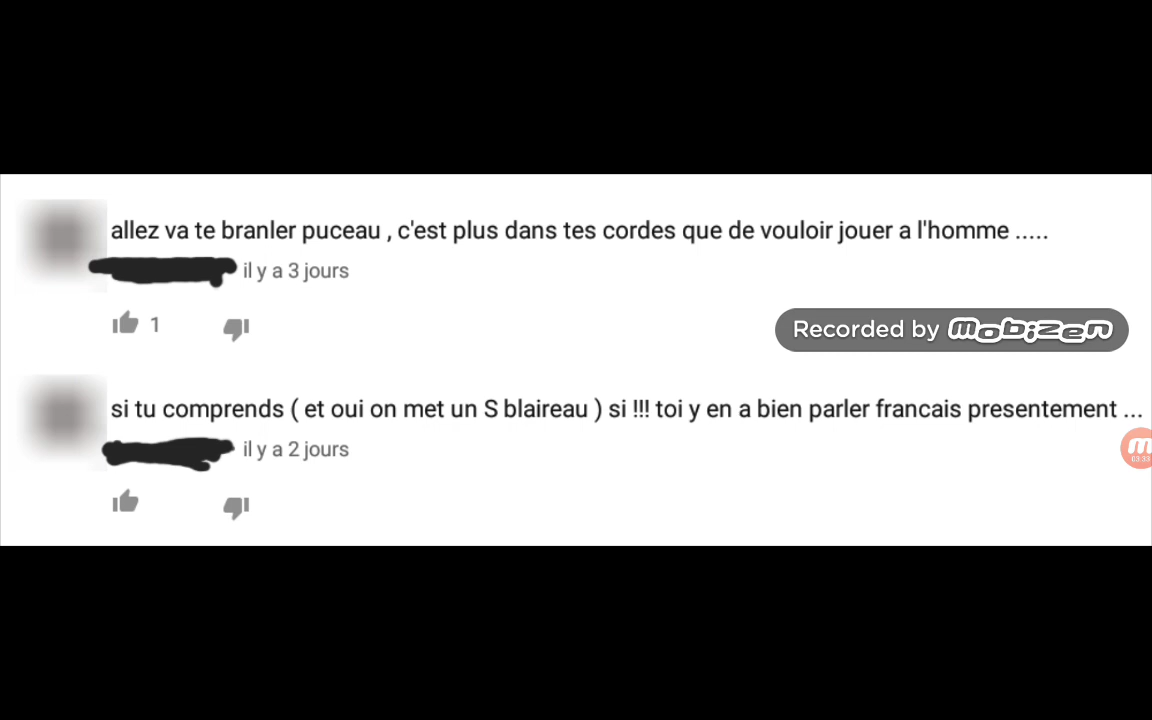 allez va te branler puceau , c'est plus dans tes cordes que de vouloir jouer a l'homme .....
il y a 3 jours
1
Recorded by mobizen
si tu comprends ( et oui on met un S blaireau ) si !!! toi y en a bien parler francais presentement ...
m
03:33
il y a 2 jours